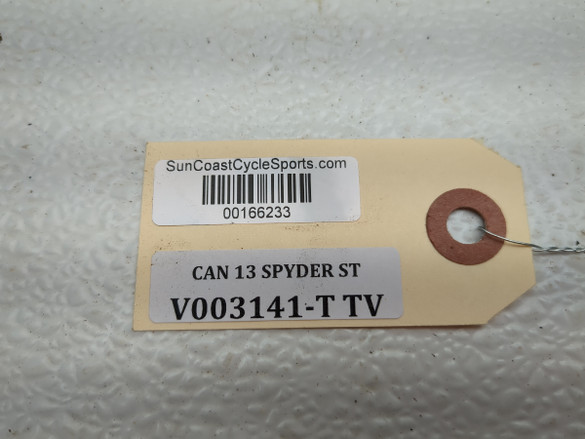 SunCoastCycleSports.com
00166233
CAN 13 SPYDER ST
V003141-T TV